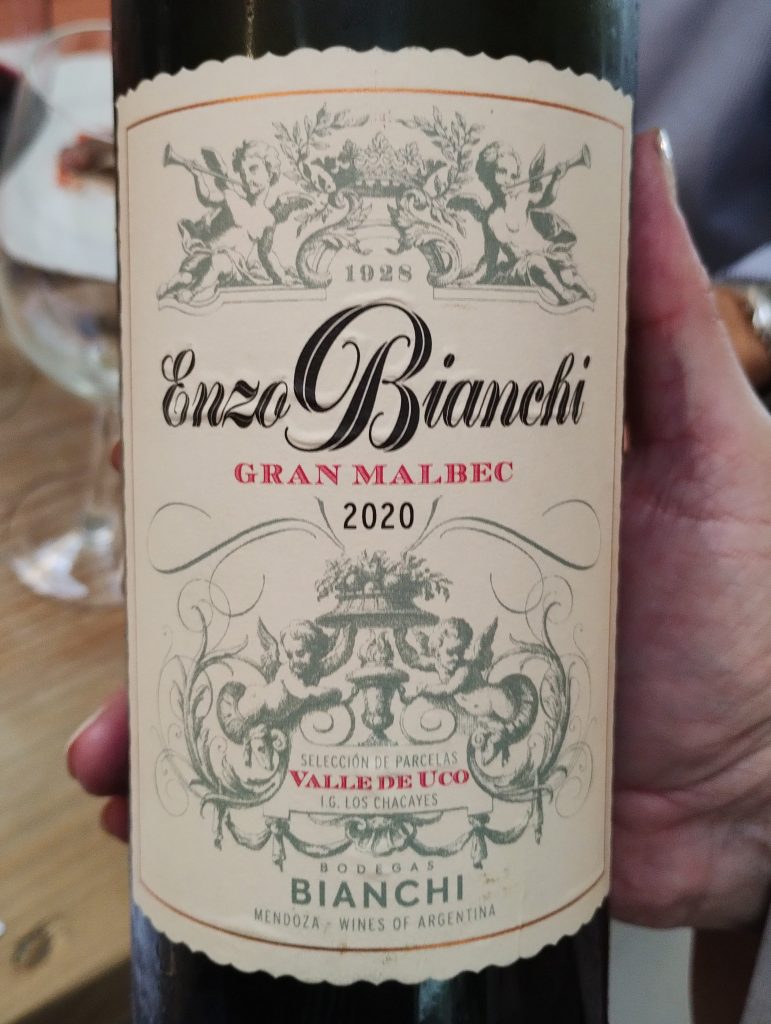 1928
Enzo Bianchi
GRAN MALBEC
2020
SELECCIÓN DE PARCELAS
VALLE DE UCO
I.G. LOS CHACAYES
BODEGAS
BIANCHI
MENDOZA - WINES OF ARGENTINA